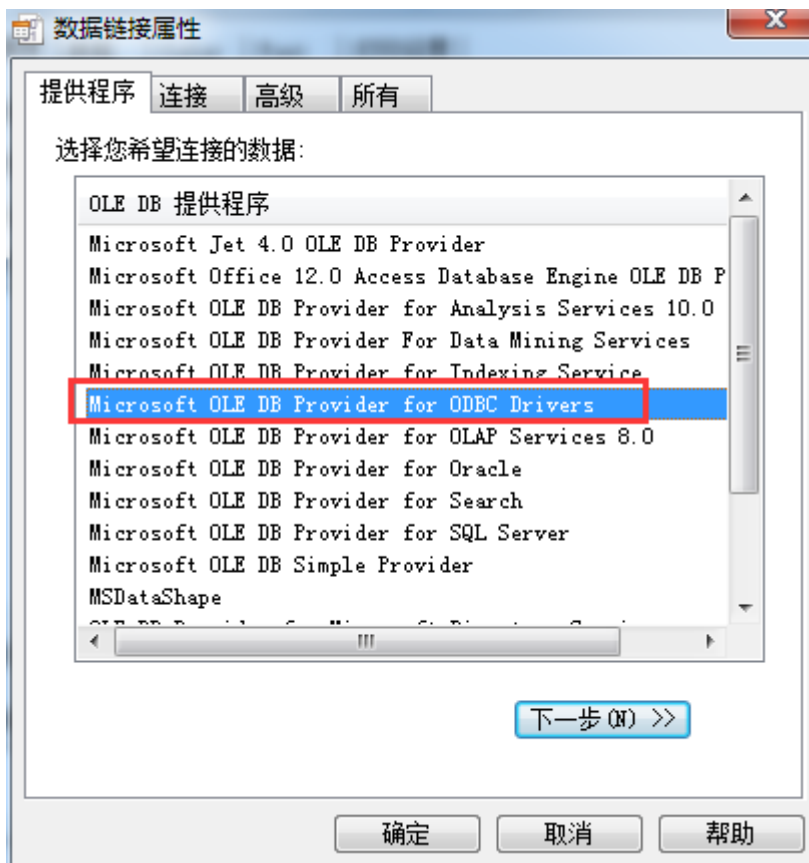 数据链接属性
提供程序 连接 高级 所有
选择您希望连接的数据:
OLE DB 提供程序
Microsoft Jet 4.0 OLE DB Provider
Microsoft Office 12.0 Access Database Engine OLE DB P
Microsoft OLE DB Provider for Analysis Services 10.0
Microsoft OLE DB Provider For Data Mining Services
Microsoft OLE DB Provider for Indexing Service
Microsoft OLE DB Provider for ODBC Drivers
Microsoft OLE DB Provider for OLAP Services 8.0
Microsoft OLE DB Provider for Oracle
Microsoft OLE DB Provider for Search
Microsoft OLE DB Provider for SQL Server
Microsoft OLE DB Simple Provider
MSDataShape
下一步(N) >>
确定 取消 帮助